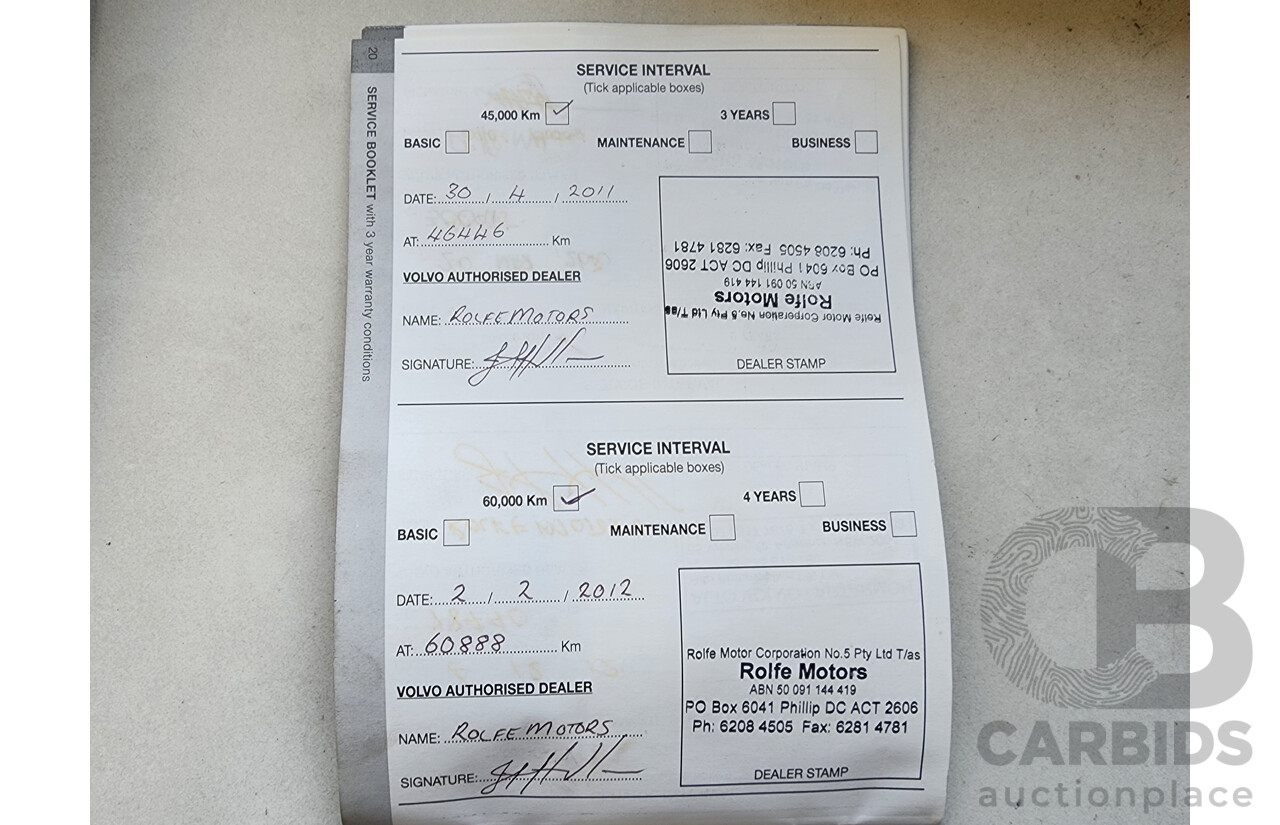 20
SERVICE BOOKLET with 3 year warranty conditions
SERVICE INTERVAL
(Tick applicable boxes)
45,000 Km 3 YEARS
BASIC MAINTENANCE BUSINESS
DATE: 30 / 4 / 2011
AT: 46446 Km
VOLVO AUTHORISED DEALER
NAME: ROLFE MOTORS
SIGNATURE:
Rolfe Motor Corporation No.5 Pty Ltd T/as
Rolfe Motors
ABN 50 091 144 419
PO Box 6041 Phillip DC ACT 2606
Ph: 6208 4505 Fax: 6281 4781
DEALER STAMP
SERVICE INTERVAL
(Tick applicable boxes)
60,000 Km 4 YEARS
BASIC MAINTENANCE BUSINESS
DATE: 2 / 2 / 2012
AT: 60888 Km
VOLVO AUTHORISED DEALER
NAME: ROLFE MOTORS
SIGNATURE:
Rolfe Motor Corporation No.5 Pty Ltd T/as
Rolfe Motors
ABN 50 091 144 419
PO Box 6041 Phillip DC ACT 2606
Ph: 6208 4505 Fax: 6281 4781
DEALER STAMP
CB
CARBIDS
auctionplace